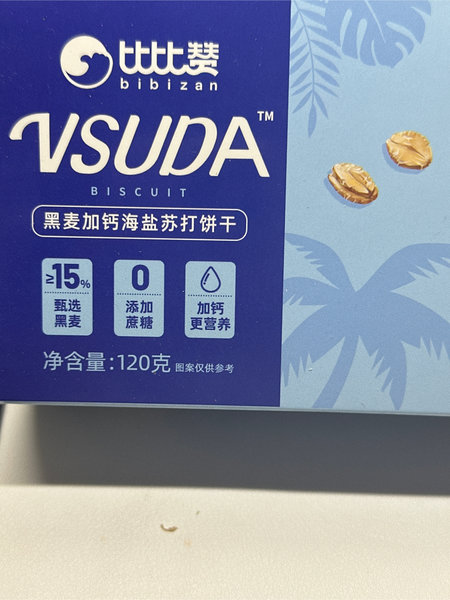 比比赞
bibizan
VSUDA™
BISCUIT
黑麦加钙海盐苏打饼干
≥15%
甄选
黑麦
0
添加
蔗糖
加钙
更营养
净含量:120克 图案仅供参考